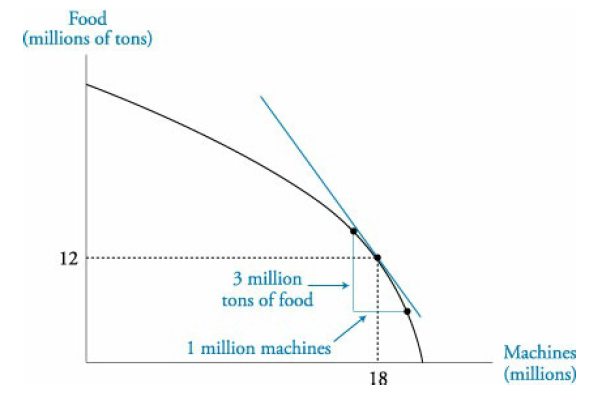 Food
(millions of tons)
12
3 million
tons of food
1 million machines
18
Machines
(millions)